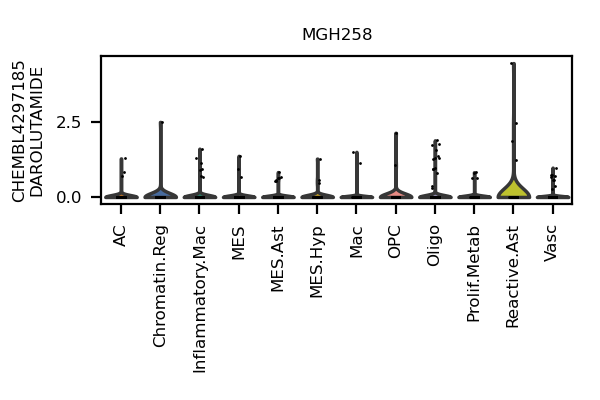 MGH258
CHEMBL4297185
DAROLUTAMIDE
2.5
0.0
AC
Chromatin.Reg
Inflammatory.Mac
MES
MES.Ast
MES.Hyp
Mac
OPC
Oligo
Prolif.Metab
Reactive.Ast
Vasc